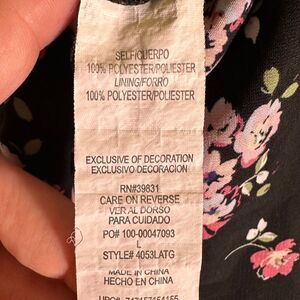 SELF/CUERPO
100% POLYESTER/POLIESTER
LINING/FORRO
100% POLYESTER/POLIESTER
EXCLUSIVE OF DECORATION
EXCLUSIVO DECORACION
RN#39831
CARE ON REVERSE
VER AL DORSO
PARA CUIDADO
PO# 100-00047093
L
STYLE# 4053LATG
MADE IN CHINA
HECHO EN CHINA